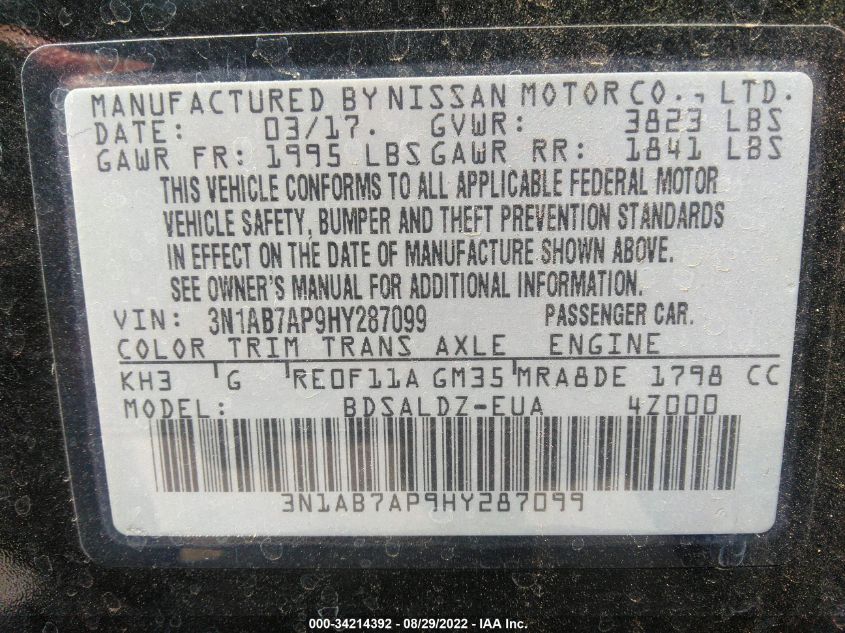 MANUFACTURED BY NISSAN MOTOR CO., LTD.
DATE: 03/17. GVWR: 3823 LBS
GAWR FR: 1995 LBS GAWR RR: 1841 LBS
THIS VEHICLE CONFORMS TO ALL APPLICABLE FEDERAL MOTOR
VEHICLE SAFETY, BUMPER AND THEFT PREVENTION STANDARDS
IN EFFECT ON THE DATE OF MANUFACTURE SHOWN ABOVE.
SEE OWNER'S MANUAL FOR ADDITIONAL INFORMATION.
VIN: 3N1AB7AP9HY287099 PASSENGER CAR.
COLOR TRIM TRANS AXLE ENGINE
KH3 G RE0F11A GM35 MRA8DE 1798 CC
MODEL: BDSALDZ-EUA 4Z000
3N1AB7AP9HY287099
000-34214392 - 08/29/2022 - IAA Inc.